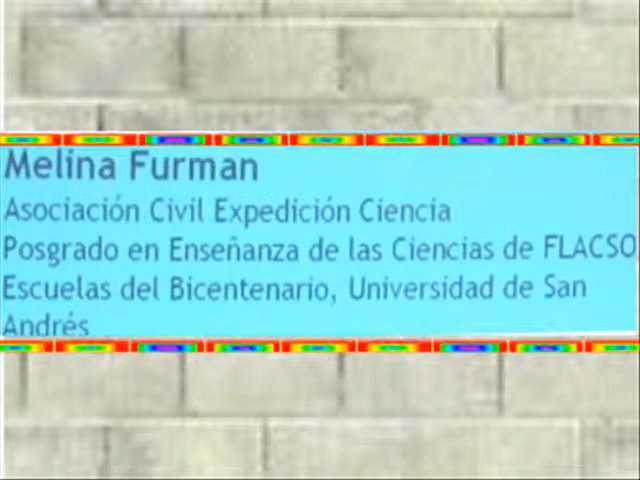 Melina Furman
Asociación Civil Expedición Ciencia
Posgrado en Enseñanza de las Ciencias de FLACSO
Escuelas del Bicentenario, Universidad de San
Andrés